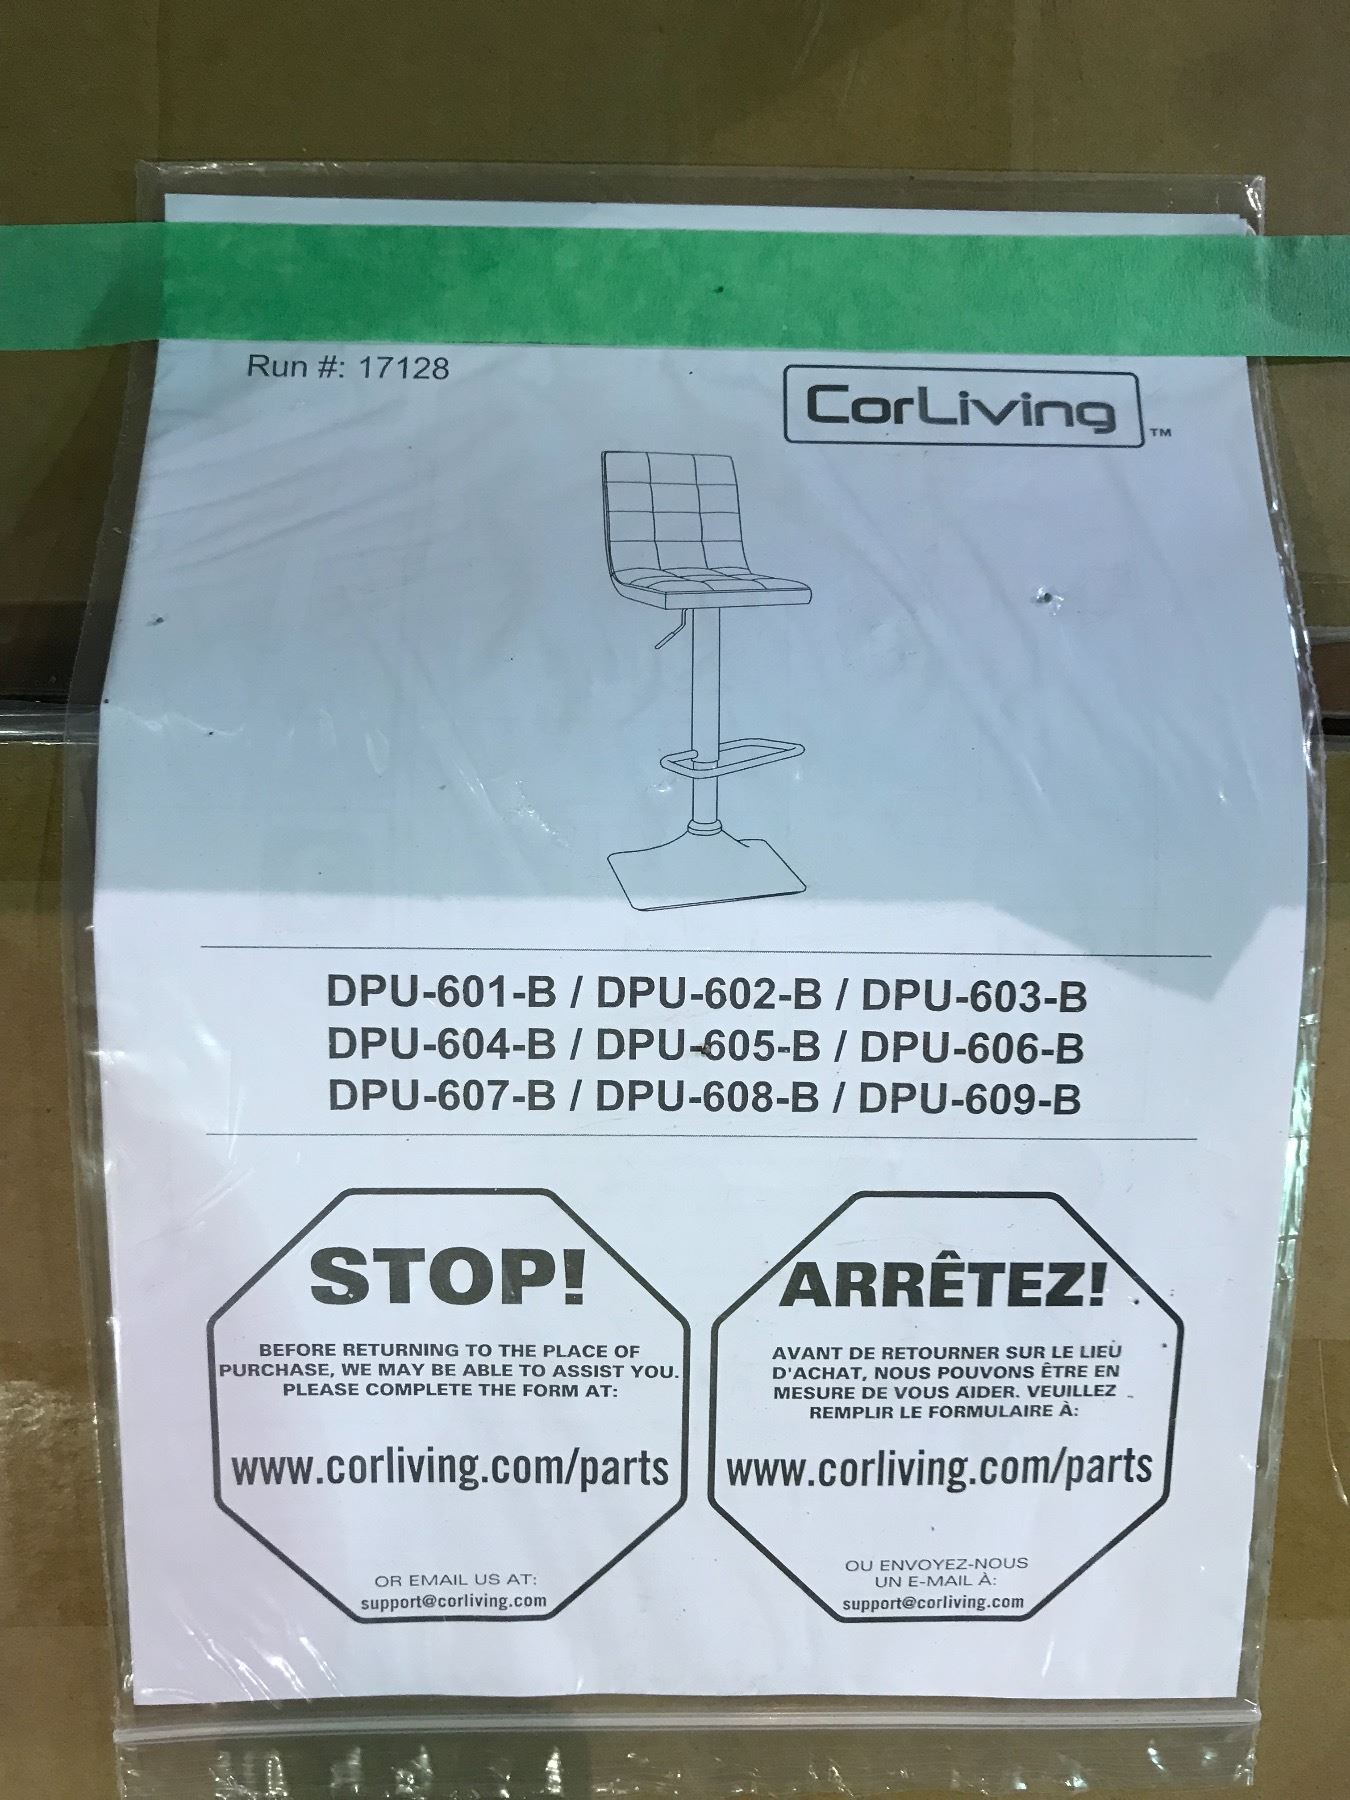 Run #: 17128
CorLiving™
DPU-601-B / DPU-602-B / DPU-603-B
DPU-604-B / DPU-605-B / DPU-606-B
DPU-607-B / DPU-608-B / DPU-609-B
STOP!
BEFORE RETURNING TO THE PLACE OF
PURCHASE, WE MAY BE ABLE TO ASSIST YOU.
PLEASE COMPLETE THE FORM AT:
www.corliving.com/parts
OR EMAIL US AT:
support@corliving.com
ARRÊTEZ!
AVANT DE RETOURNER SUR LE LIEU
D'ACHAT, NOUS POUVONS ÊTRE EN
MESURE DE VOUS AIDER. VEUILLEZ
REMPLIR LE FORMULAIRE À:
www.corliving.com/parts
OU ENVOYEZ-NOUS
UN E-MAIL À:
support@corliving.com